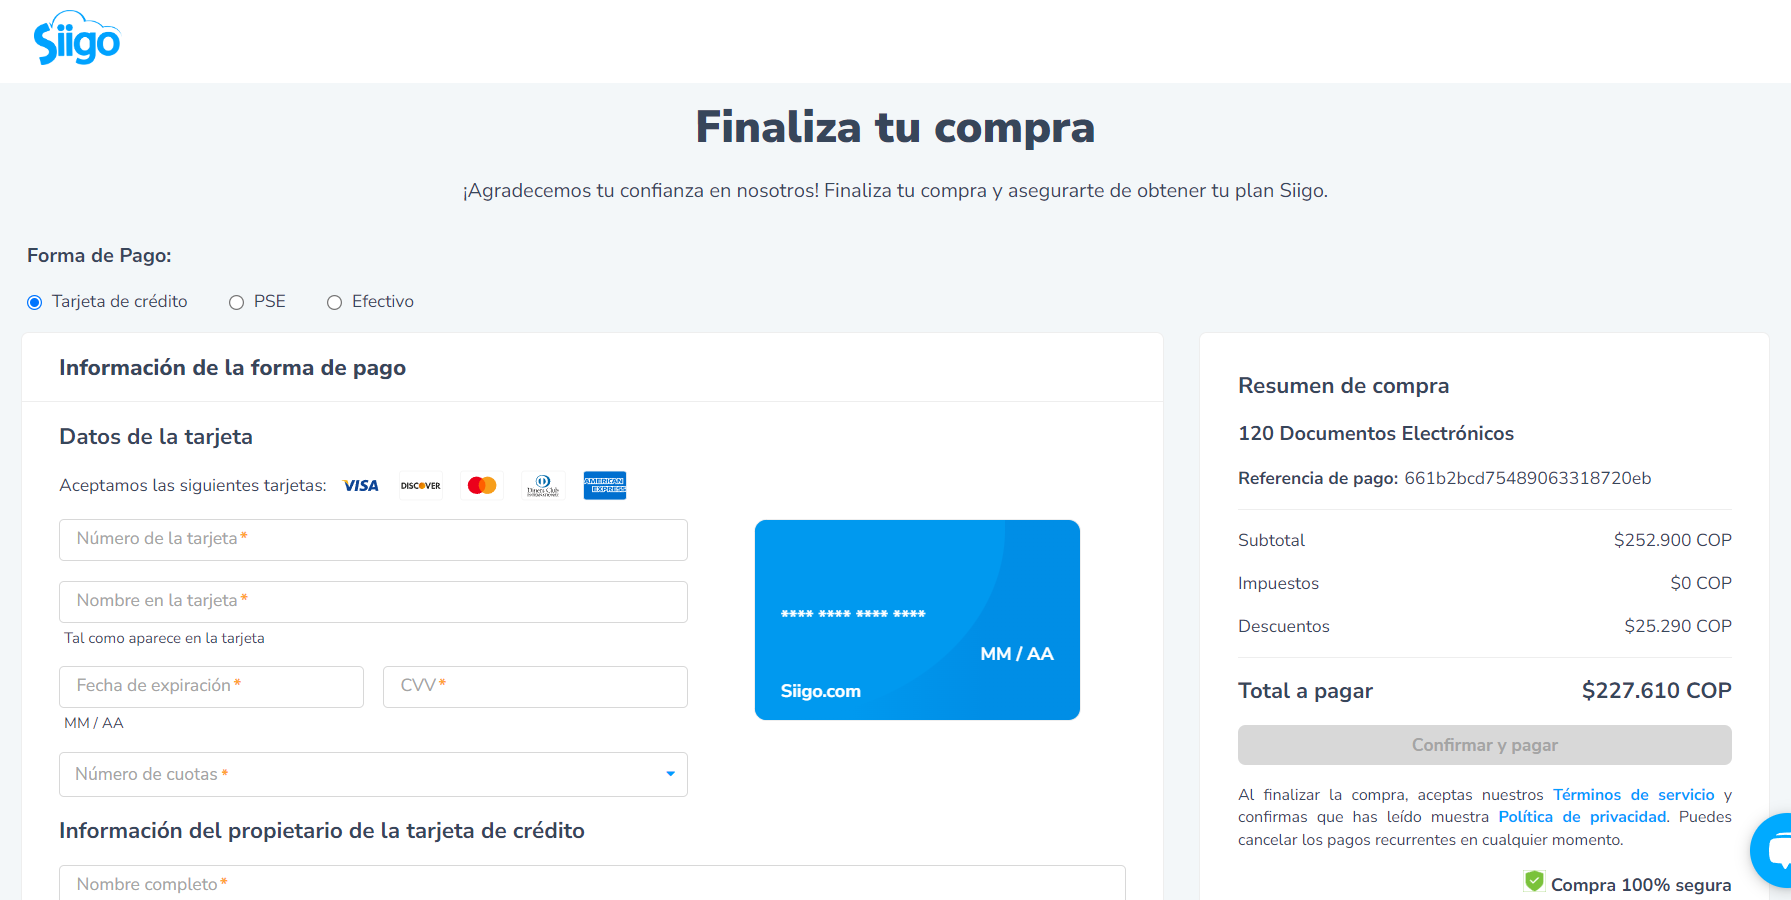 Siigo
Finaliza tu compra
¡Agradecemos tu confianza en nosotros! Finaliza tu compra y asegurarte de obtener tu plan Siigo.
Forma de Pago:
Tarjeta de crédito PSE Efectivo
Información de la forma de pago
Datos de la tarjeta
Aceptamos las siguientes tarjetas: VISA DISCOVER Diners Club INTERNATIONAL AMERICAN EXPRESS
Número de la tarjeta*
Nombre en la tarjeta*
Tal como aparece en la tarjeta
Fecha de expiración* CVV*
MM / AA
Número de cuotas *
**** **** **** ****
MM / AA
Siigo.com
Información del propietario de la tarjeta de crédito
Nombre completo*
Resumen de compra
120 Documentos Electrónicos
Referencia de pago: 661b2bcd75489063318720eb
Subtotal $252.900 COP
Impuestos $0 COP
Descuentos $25.290 COP
Total a pagar $227.610 COP
Confirmar y pagar
Al finalizar la compra, aceptas nuestros Términos de servicio y
confirmas que has leído muestra Política de privacidad. Puedes
cancelar los pagos recurrentes en cualquier momento.
Compra 100% segura